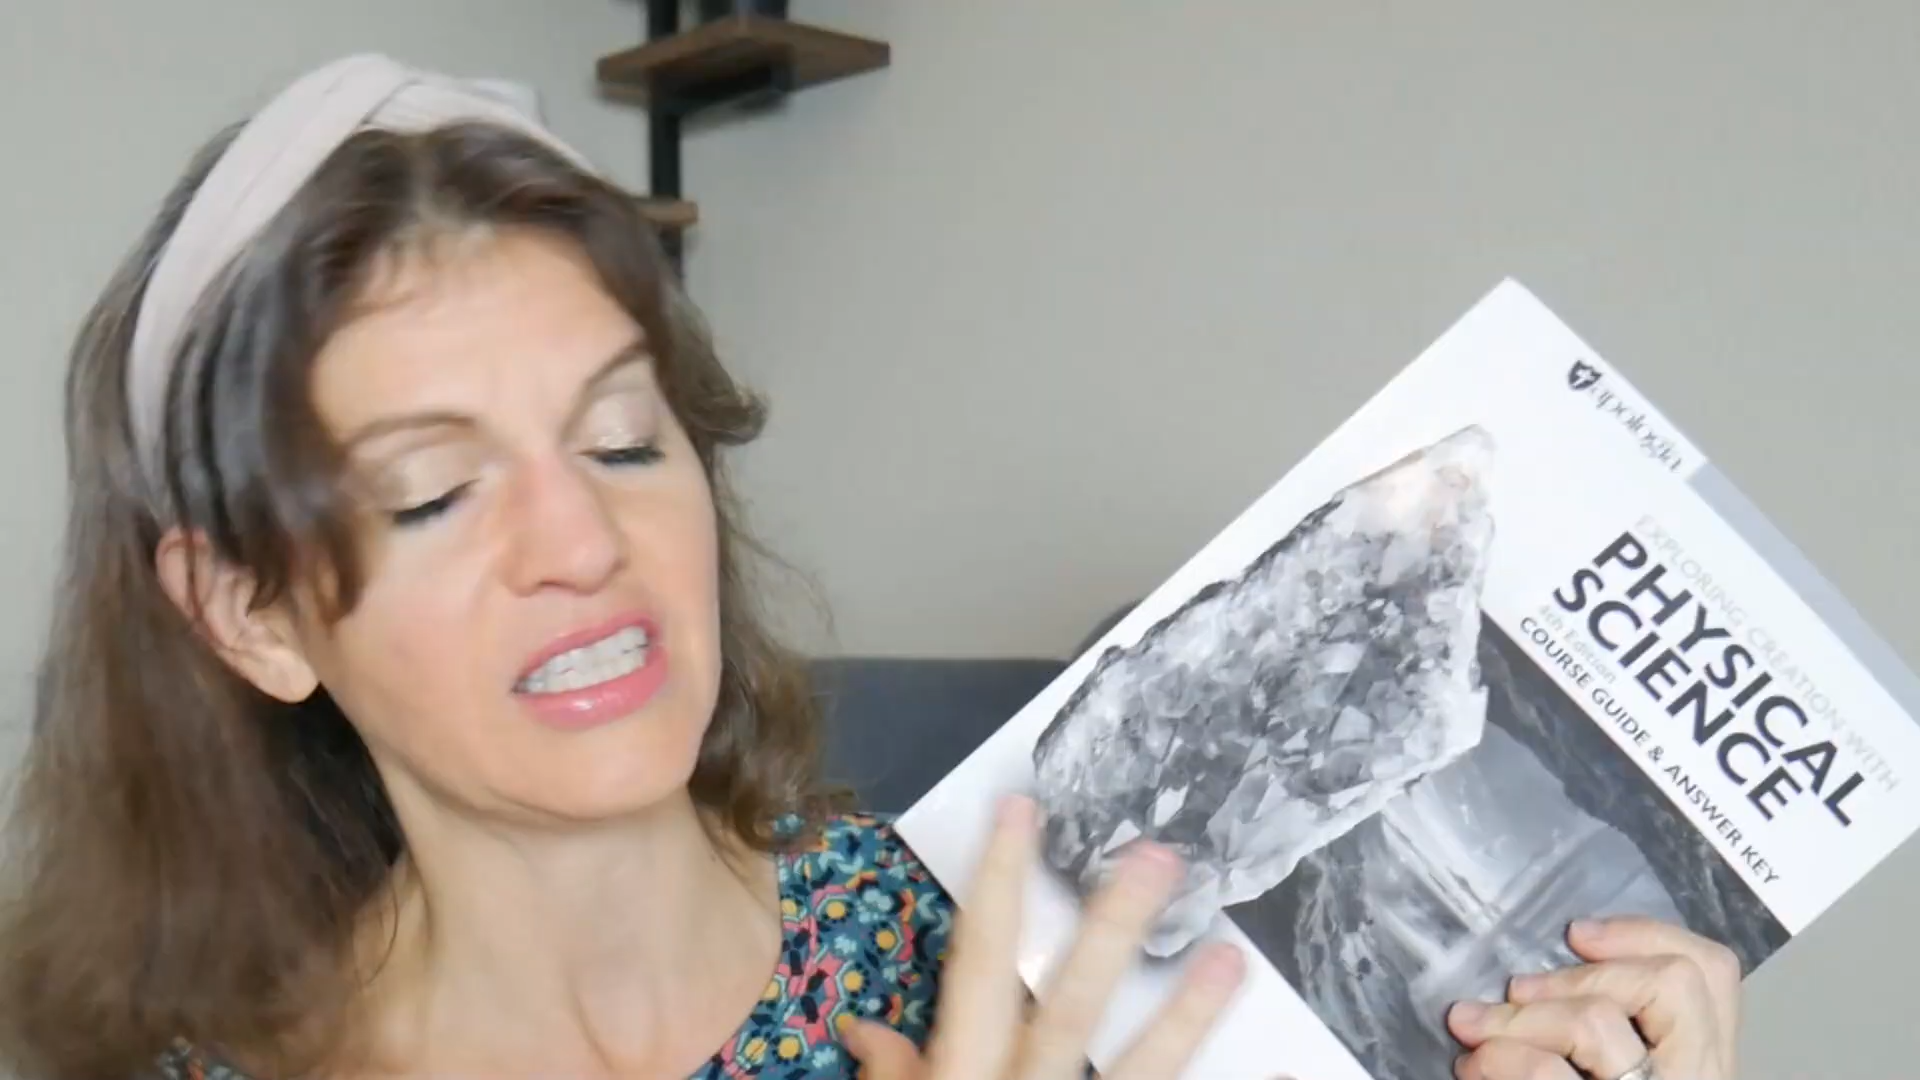 apologia
EXPLORING CREATION WITH
PHYSICAL
SCIENCE
4th Edition
COURSE GUIDE & ANSWER KEY